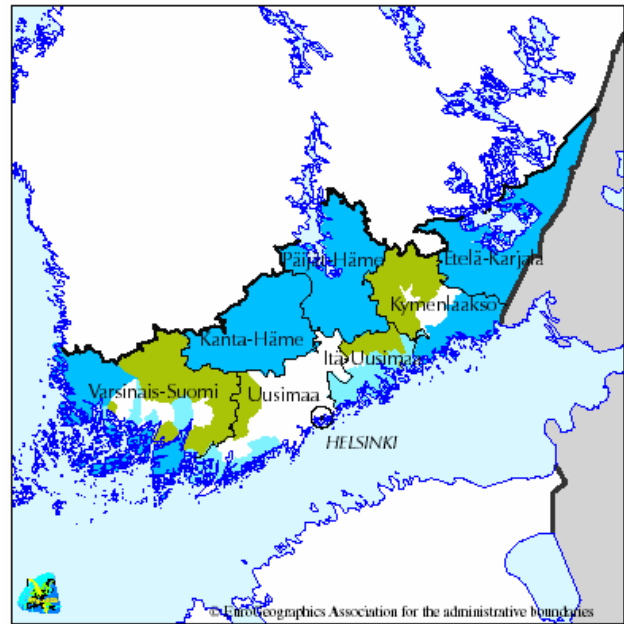 Päijät-Häme
Etelä-Karjala
Kymenlaakso
Kanta-Häme
Itä-Uusimaa
Varsinais-Suomi
Uusimaa
HELSINKI
© EuroGeographics Association for the administrative boundaries